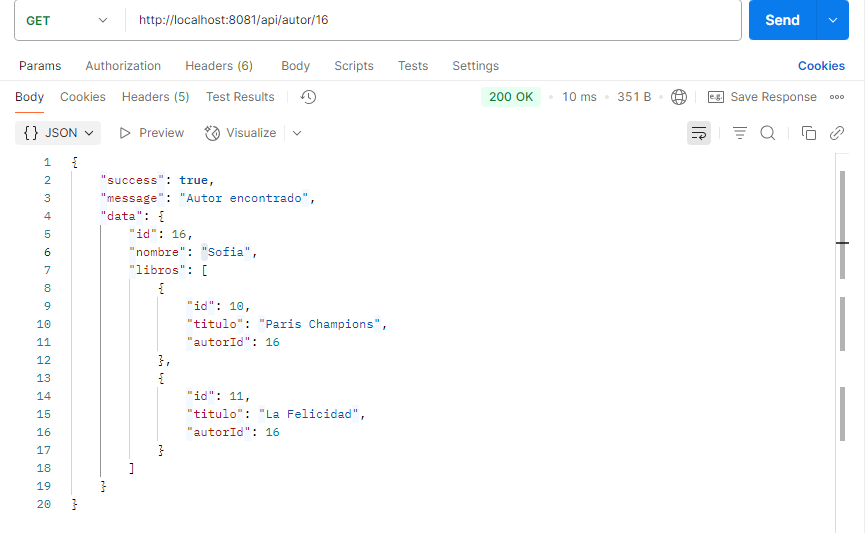 GET http://localhost:8081/api/autor/16 Send
Params Authorization Headers (6) Body Scripts Tests Settings Cookies
Body Cookies Headers (5) Test Results 200 OK • 10 ms • 351 B • e.g. Save Response
{} JSON Preview Visualize
1 {
2 "success": true,
3 "message": "Autor encontrado",
4 "data": {
5 "id": 16,
6 "nombre": "Sofia",
7 "libros": [
8 {
9 "id": 10,
10 "titulo": "Paris Champions",
11 "autorId": 16
12 },
13 {
14 "id": 11,
15 "titulo": "La Felicidad",
16 "autorId": 16
17 }
18 ]
19 }
20 }